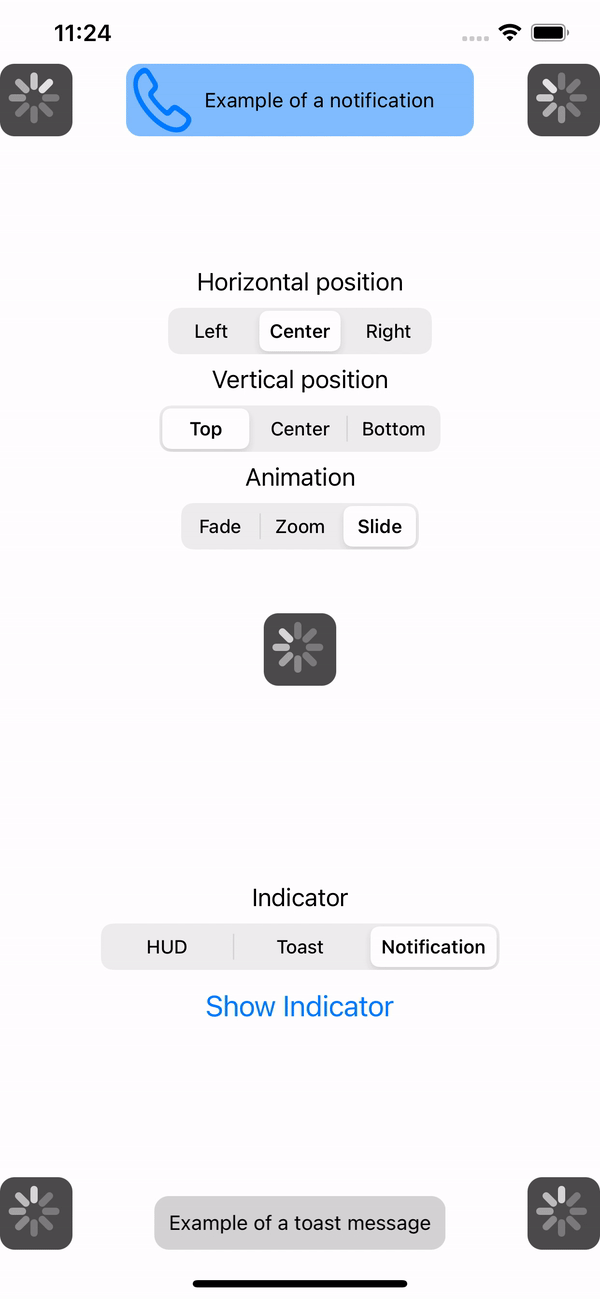 11:24
Example of a notification
Horizontal position
Left Center Right
Vertical position
Top Center Bottom
Animation
Fade Zoom Slide
Indicator
HUD Toast Notification
Show Indicator
Example of a toast message